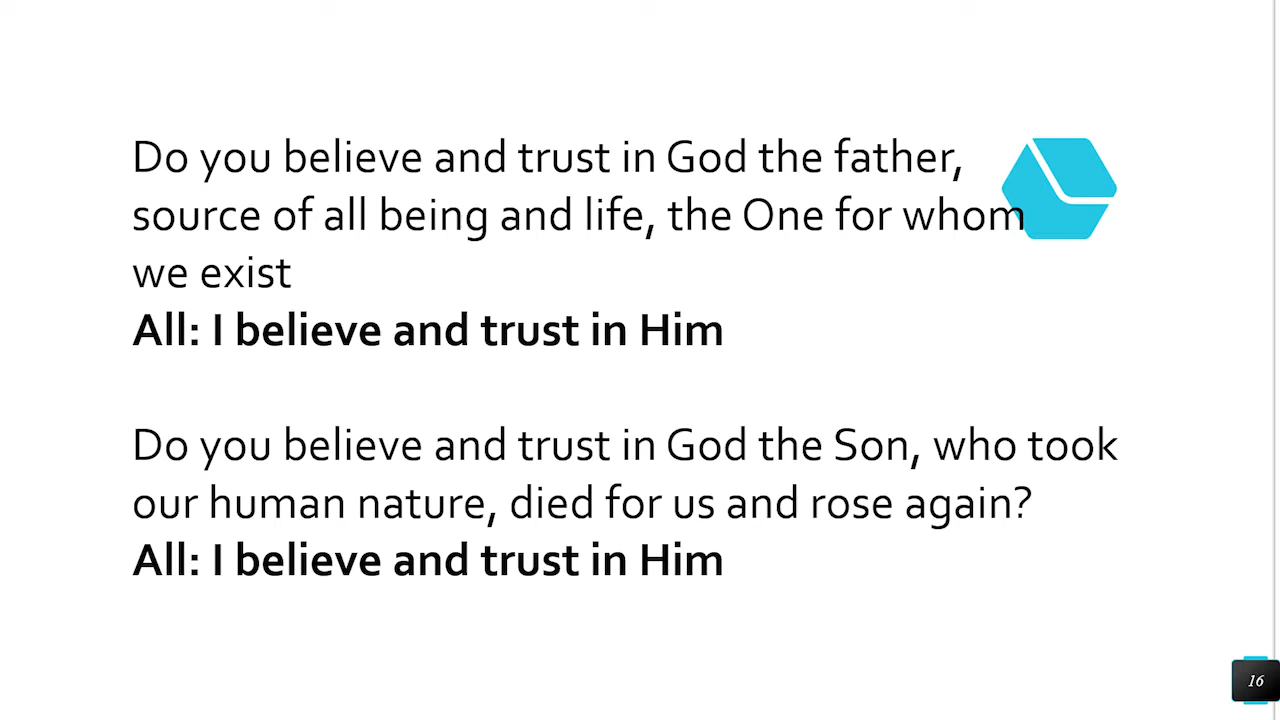 Do you believe and trust in God the father,
source of all being and life, the One for whom
we exist
All: I believe and trust in Him
Do you believe and trust in God the Son, who took
our human nature, died for us and rose again?
All: I believe and trust in Him
16